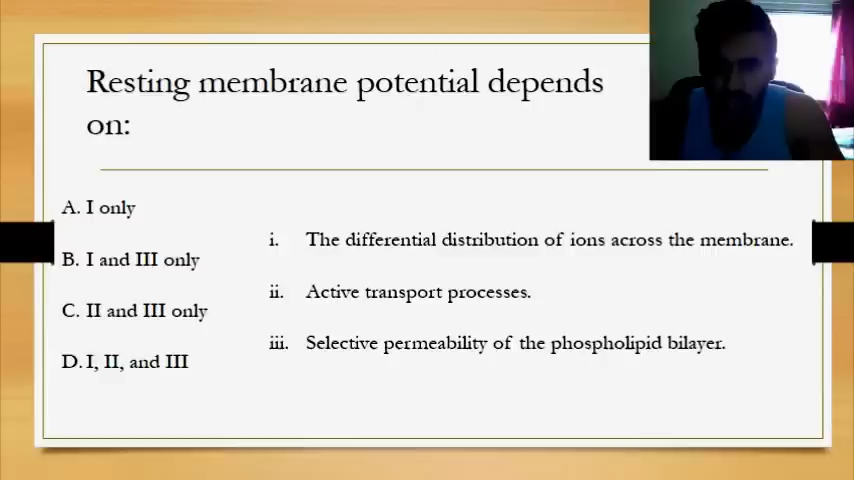 Resting membrane potential depends
on:
A. I only
B. I and III only
C. II and III only
D. I, II, and III
i. The differential distribution of ions across the membrane.
ii. Active transport processes.
iii. Selective permeability of the phospholipid bilayer.